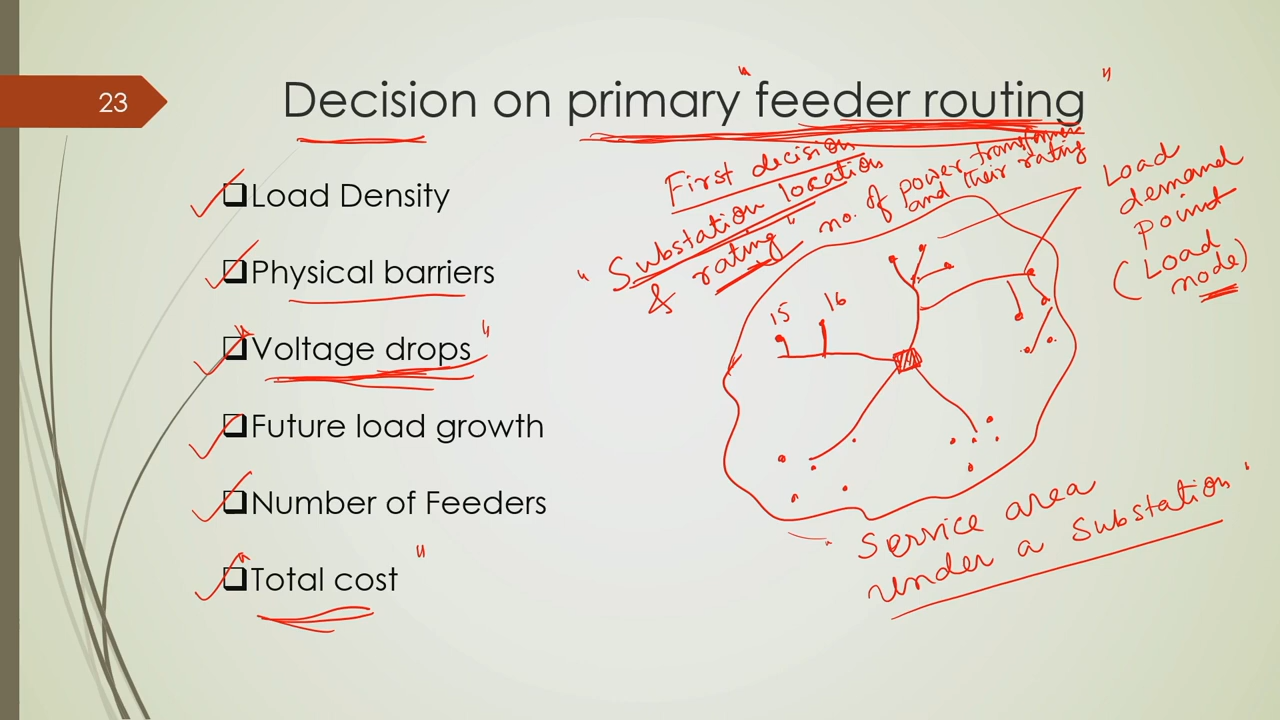 23
Decision on primary "feeder routing"
Load Density
Physical barriers
"Voltage drops"
Future load growth
Number of Feeders
"Total cost"
First decision
"Substation location
& rating" no. of power transformers
and their rating
Load
demand
point
(Load
node)
15
16
"Service area
under a Substation"